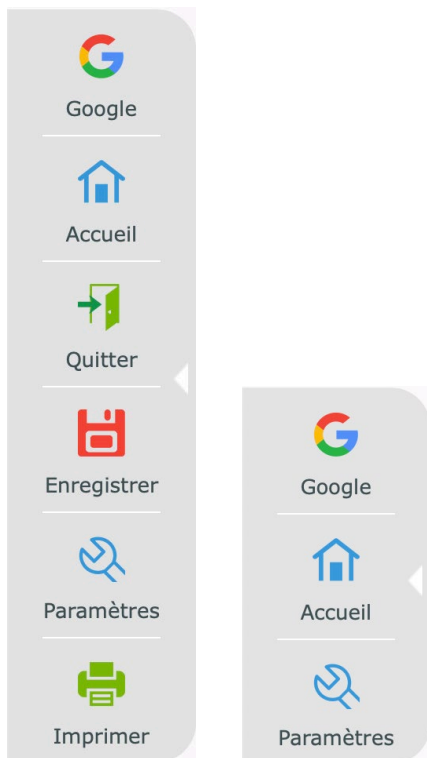 Google
Accueil
Quitter
Enregistrer
Paramètres
Imprimer
Google
Accueil
Paramètres